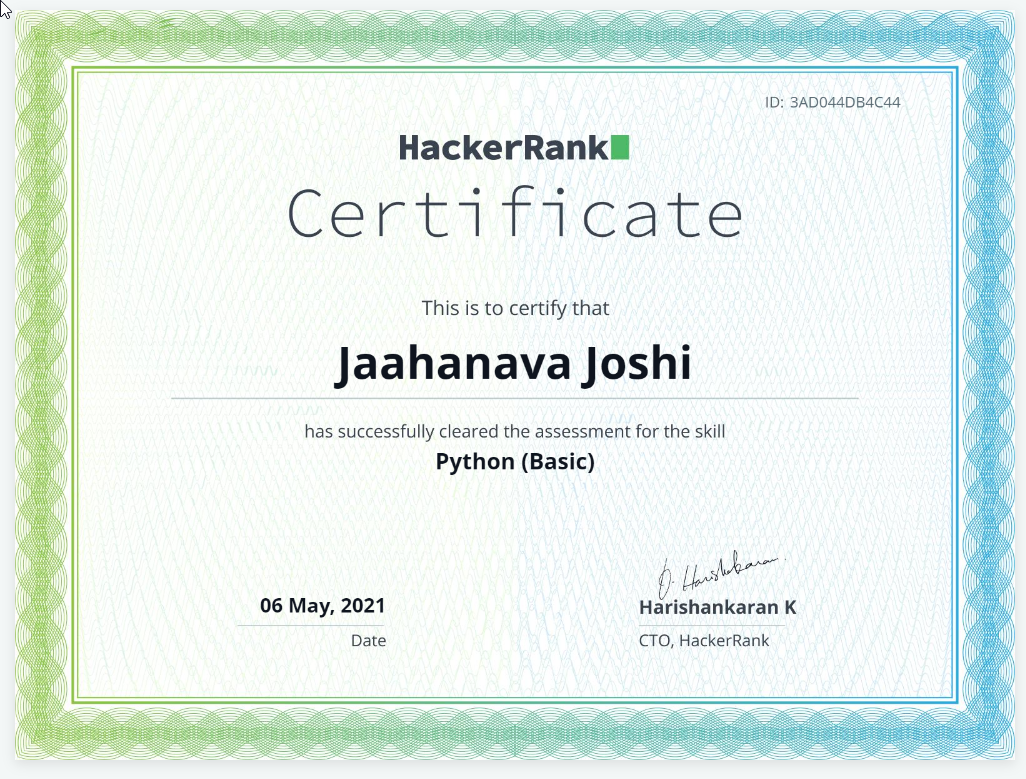 ID: 3AD044DB4C44
HackerRank
Certificate
This is to certify that
Jaahanava Joshi
has successfully cleared the assessment for the skill
Python (Basic)
06 May, 2021
Date
Harishankaran K
CTO, HackerRank